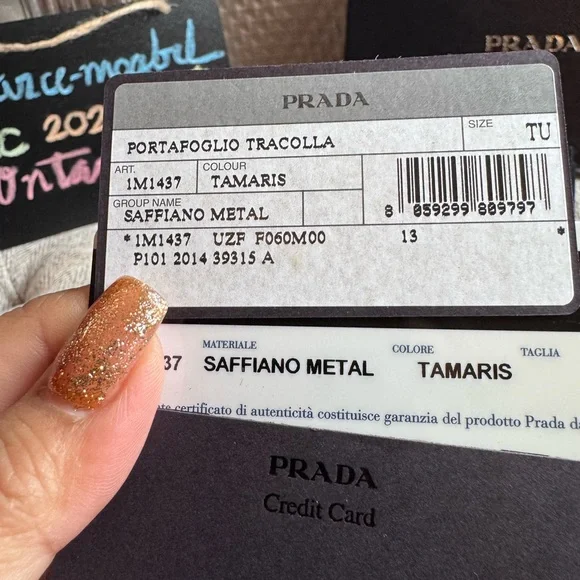 PRADA
PRADA
PORTAFOGLIO TRACOLLA
SIZE
TU
ART.
1M1437
COLOUR
TAMARIS
GROUP NAME
SAFFIANO METAL
8 059299 809797
*1M1437 UZF F060M00 13 *
P101 2014 39315 A
MATERIALE COLORE TAGLIA
37 SAFFIANO METAL TAMARIS
certificato di autenticità costituisce garanzia del prodotto Prada
PRADA
Credit Card